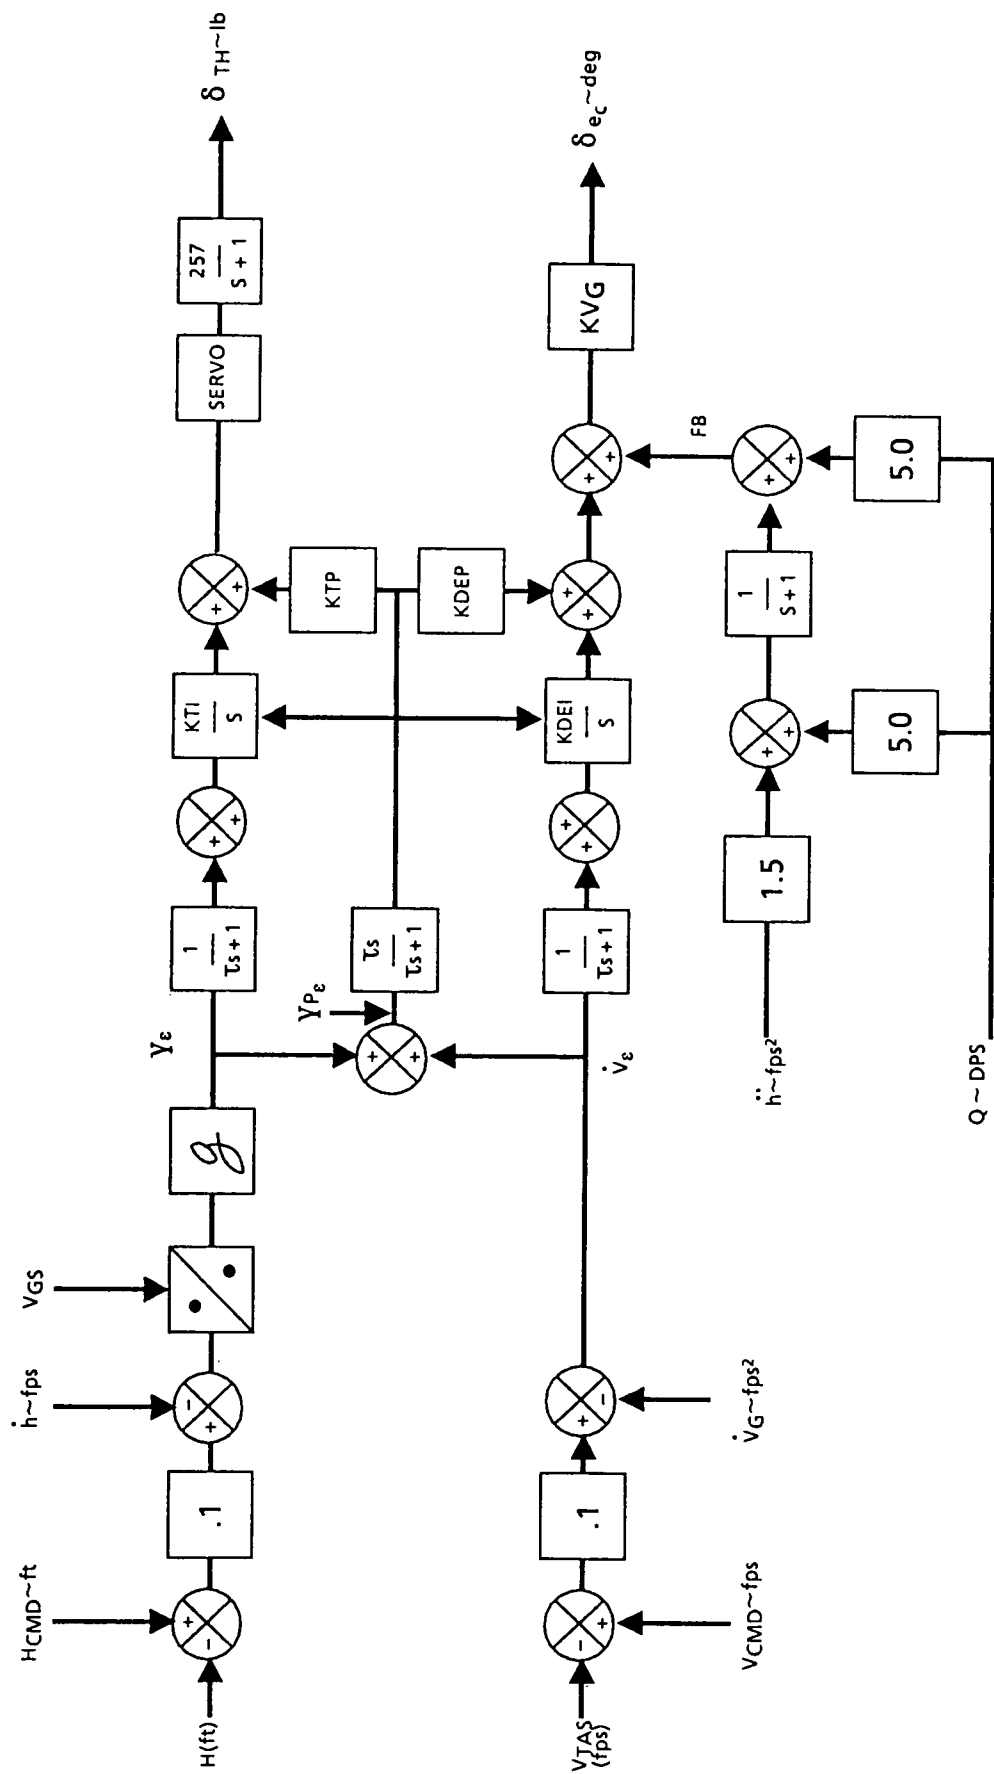 H(ft)
HCMD~ft
+
-
.1
ḣ~fps
-
+
VGS
g
γε
1
τs + 1
+
+
KTI
S
+
+
SERVO
257
S + 1
δ TH~lb
γPε
+
+
τs
τs + 1
KTP
KDEP
VTAS
(fps)
VCMD~fps
-
+
.1
V̇G~fps²
+
-
V̇ε
1
τs + 1
+
+
KDEI
S
+
+
+
+
KVG
δec~deg
FB
ḧ~fps²
1.5
+
+
1
S+1
+
+
5.0
5.0
Q ~ DPS